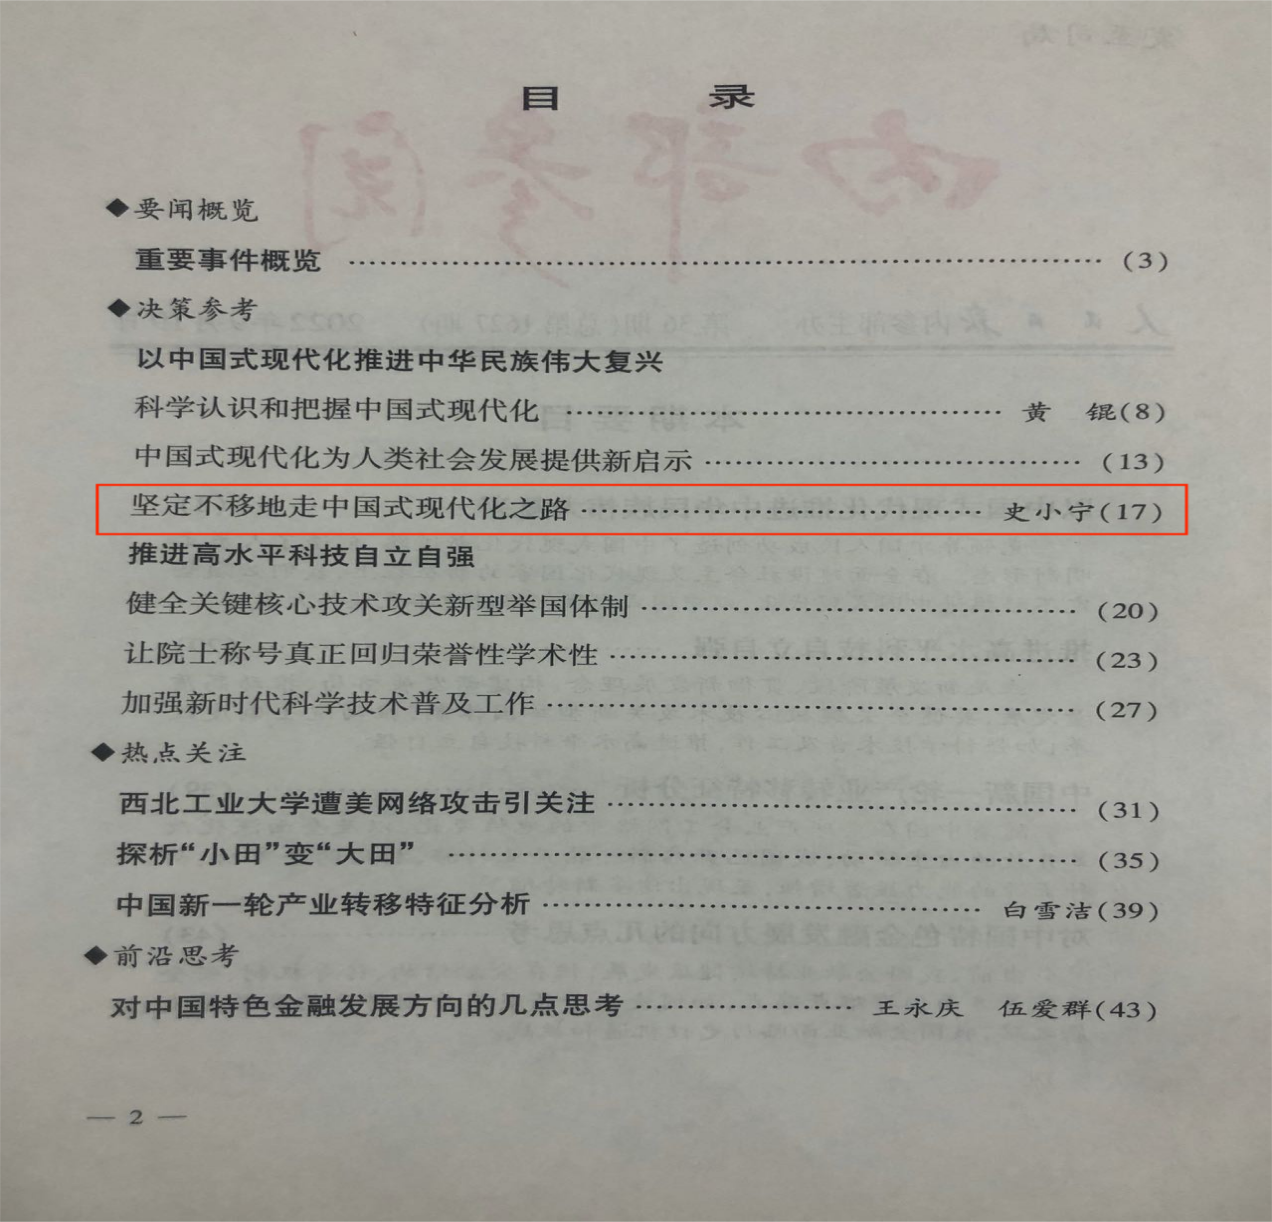 目 录
◆要闻概览
重要事件概览 ……………………………………………………………… (3)
◆决策参考
以中国式现代化推进中华民族伟大复兴
科学认识和把握中国式现代化 ………………………………… 黄 锟(8)
中国式现代化为人类社会发展提供新启示 ……………………………… (13)
坚定不移地走中国式现代化之路 ………………………………… 史小宁(17)
推进高水平科技自立自强
健全关键核心技术攻关新型举国体制 …………………………………… (20)
让院士称号真正回归荣誉性学术性 ……………………………………… (23)
加强新时代科学技术普及工作 …………………………………………… (27)
◆热点关注
西北工业大学遭美网络攻击引关注 ……………………………………… (31)
探析“小田”变“大田” …………………………………………………… (35)
中国新一轮产业转移特征分析 …………………………………… 白雪洁(39)
◆前沿思考
对中国特色金融发展方向的几点思考 ………………… 王永庆 伍爱群(43)
— 2 —